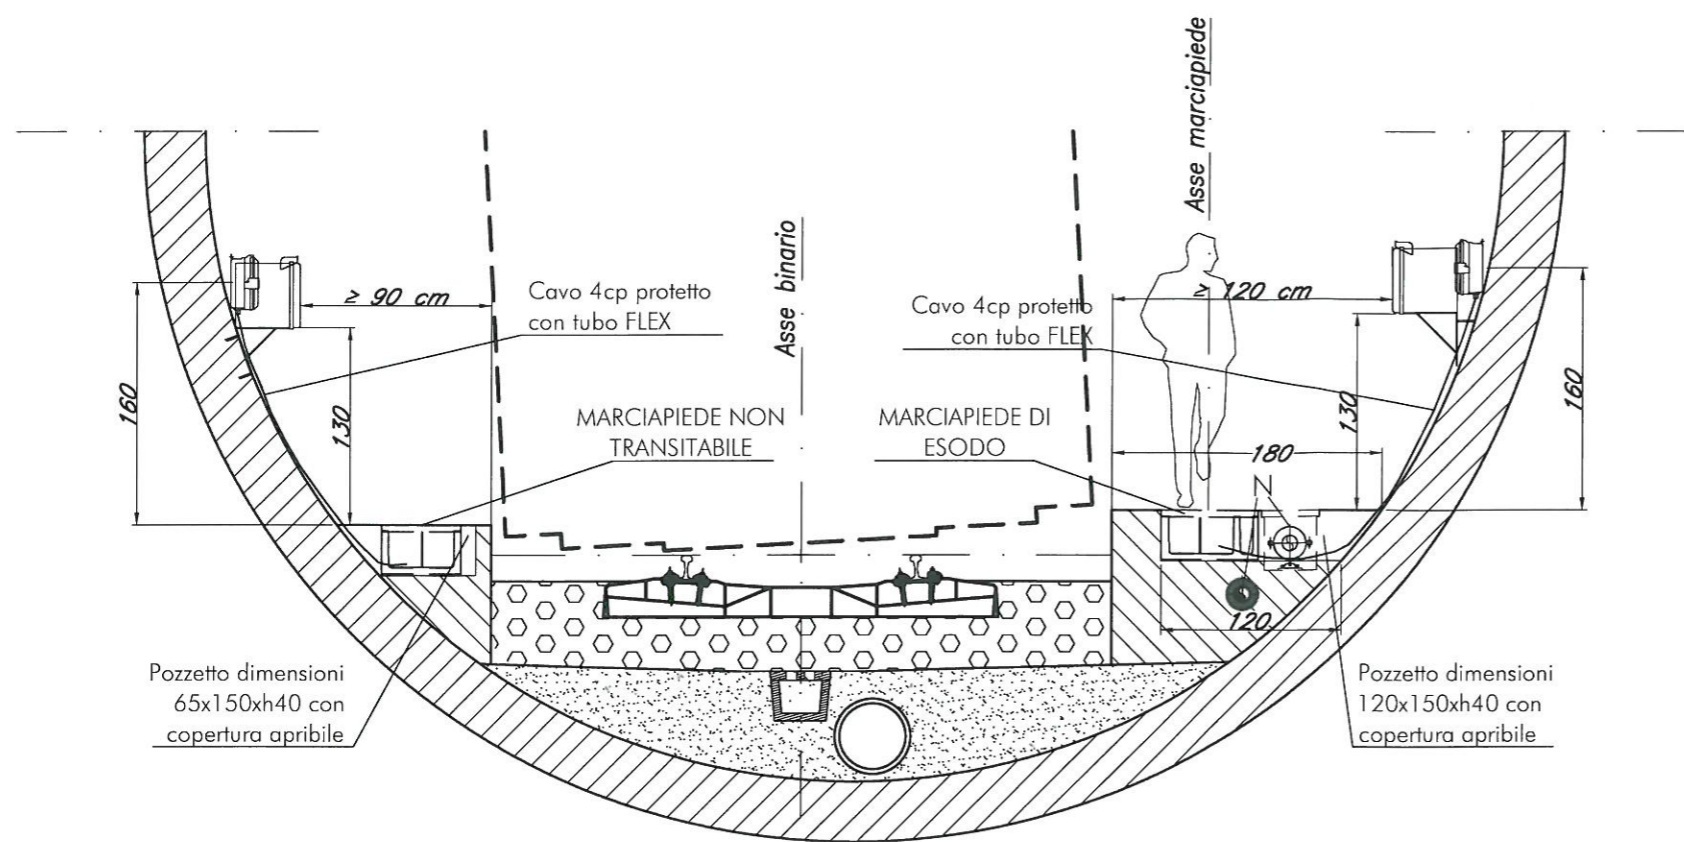 Asse marciapiede
Asse binario
≥ 90 cm
Cavo 4cp protetto
con tubo FLEX
Cavo 4cp protetto
con tubo FLEX
≥ 120 cm
160
130
130
160
MARCIAPIEDE NON
TRANSITABILE
MARCIAPIEDE DI
ESODO
180
N
120
Pozzetto dimensioni
65x150xh40 con
copertura apribile
Pozzetto dimensioni
120x150xh40 con
copertura apribile